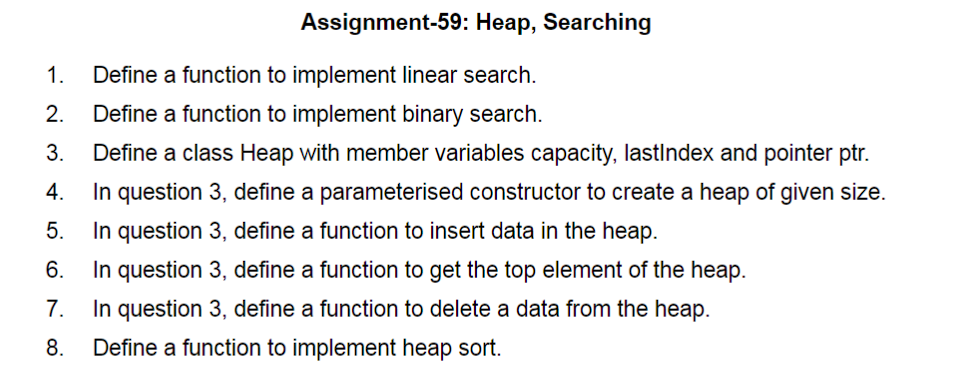 Assignment-59: Heap, Searching
1. Define a function to implement linear search.
2. Define a function to implement binary search.
3. Define a class Heap with member variables capacity, lastIndex and pointer ptr.
4. In question 3, define a parameterised constructor to create a heap of given size.
5. In question 3, define a function to insert data in the heap.
6. In question 3, define a function to get the top element of the heap.
7. In question 3, define a function to delete a data from the heap.
8. Define a function to implement heap sort.